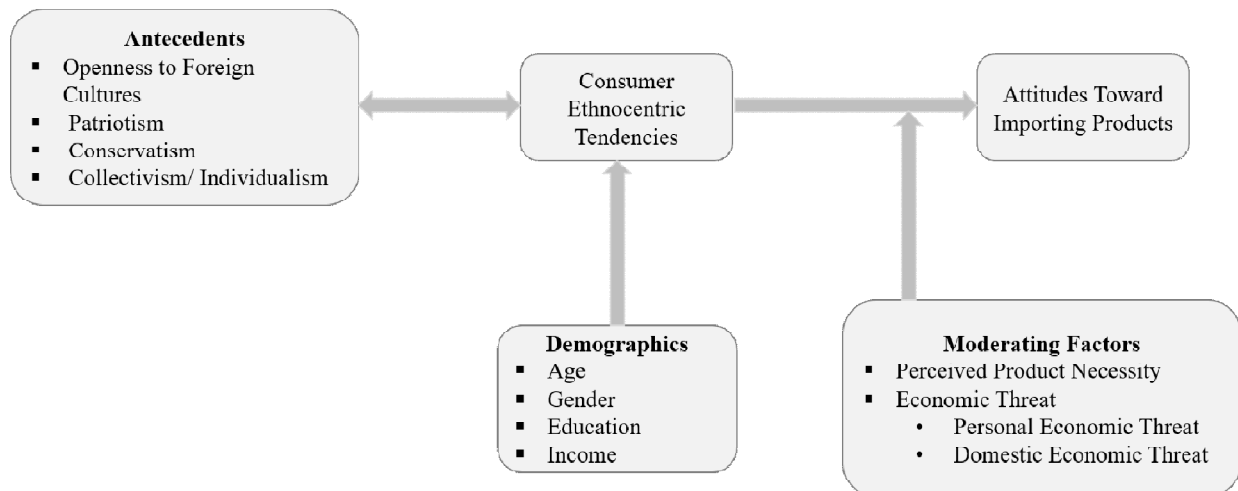 Antecedents
▪ Openness to Foreign
Cultures
▪ Patriotism
▪ Conservatism
▪ Collectivism/ Individualism
Consumer
Ethnocentric
Tendencies
Attitudes Toward
Importing Products
Demographics
▪ Age
▪ Gender
▪ Education
▪ Income
Moderating Factors
▪ Perceived Product Necessity
▪ Economic Threat
• Personal Economic Threat
• Domestic Economic Threat